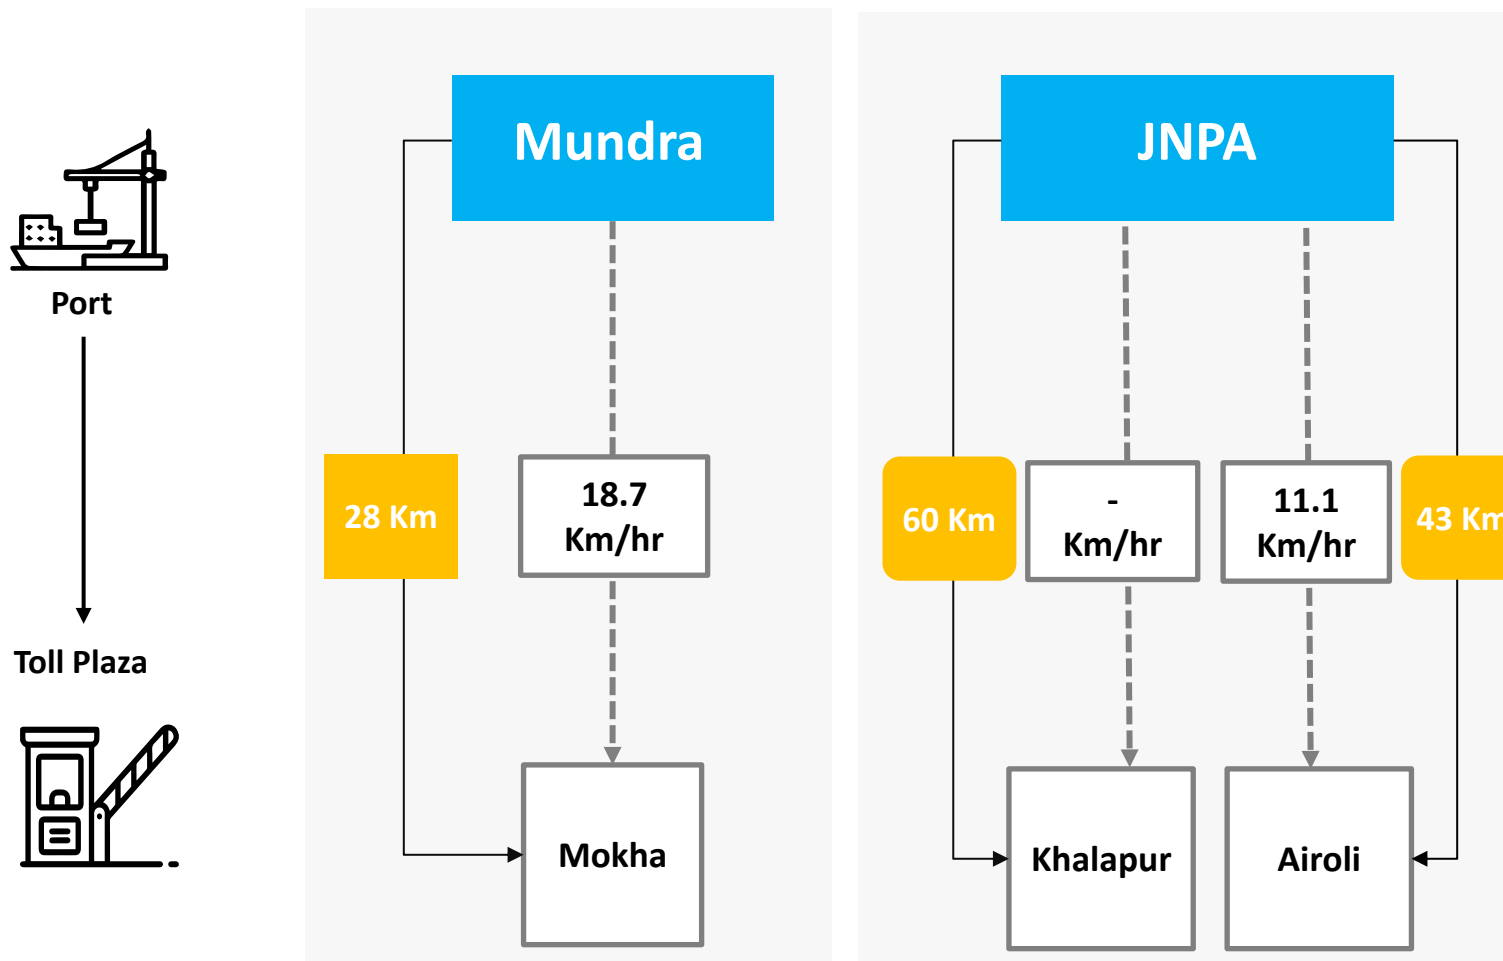 Mundra
JNPA
Port
28 Km
18.7
Km/hr
60 Km
-
Km/hr
11.1
Km/hr
43 Km
Toll Plaza
Mokha
Khalapur
Airoli